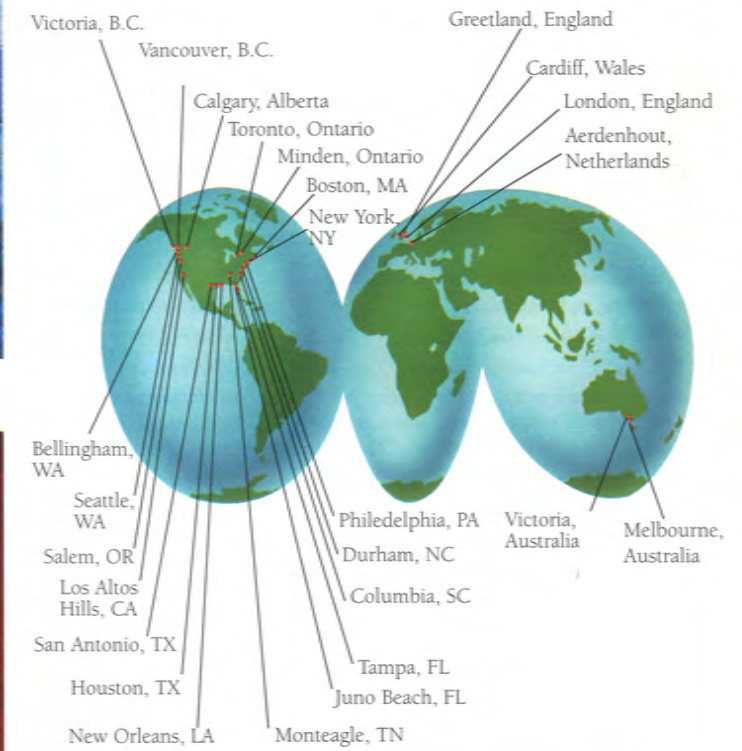 Victoria, B.C.
Vancouver, B.C.
Calgary, Alberta
Toronto, Ontario
Minden, Ontario
Boston, MA
New York,
NY
Greetland, England
Cardiff, Wales
London, England
Aerdenhout,
Netherlands
Bellingham,
WA
Seattle,
WA
Salem, OR
Los Altos
Hills, CA
San Antonio, TX
Houston, TX
New Orleans, LA
Monteagle, TN
Juno Beach, FL
Tampa, FL
Columbia, SC
Durham, NC
Philedelphia, PA
Victoria,
Australia
Melbourne,
Australia